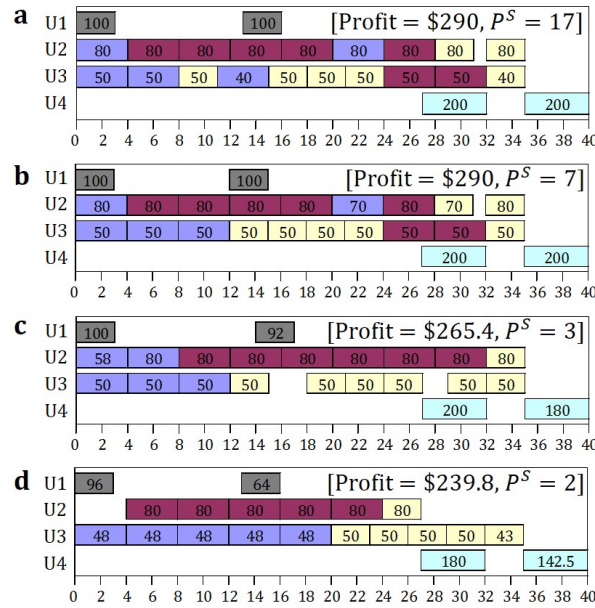 a
[Profit = $290, P^S = 17]
U1 100 100
U2 80 80 80 80 80 80 80 80 80
U3 50 50 50 40 50 50 50 50 50 40
U4 200 200
0 2 4 6 8 10 12 14 16 18 20 22 24 26 28 30 32 34 36 38 40
b
[Profit = $290, P^S = 7]
U1 100 100
U2 80 80 80 80 80 70 80 70 80
U3 50 50 50 50 50 50 50 50 50 50
U4 200 200
0 2 4 6 8 10 12 14 16 18 20 22 24 26 28 30 32 34 36 38 40
c
[Profit = $265.4, P^S = 3]
U1 100 92
U2 58 80 80 80 80 80 80 80 80
U3 50 50 50 50 50 50 50 50 50
U4 200 180
0 2 4 6 8 10 12 14 16 18 20 22 24 26 28 30 32 34 36 38 40
d
[Profit = $239.8, P^S = 2]
U1 96 64
U2 80 80 80 80 80 80
U3 48 48 48 48 48 50 50 50 50 43
U4 180 142.5
0 2 4 6 8 10 12 14 16 18 20 22 24 26 28 30 32 34 36 38 40